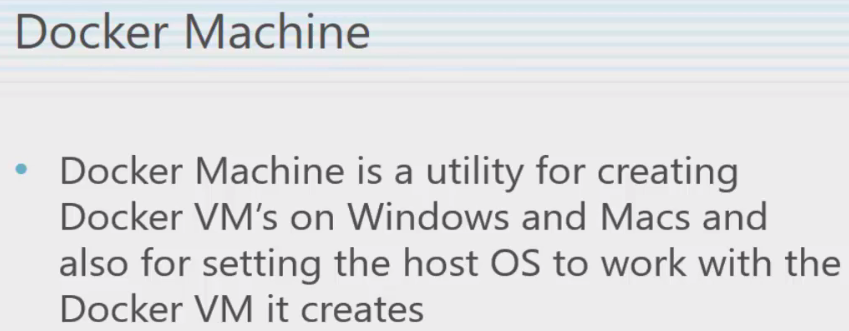 Docker Machine
• Docker Machine is a utility for creating
Docker VM's on Windows and Macs and
also for setting the host OS to work with the
Docker VM it creates